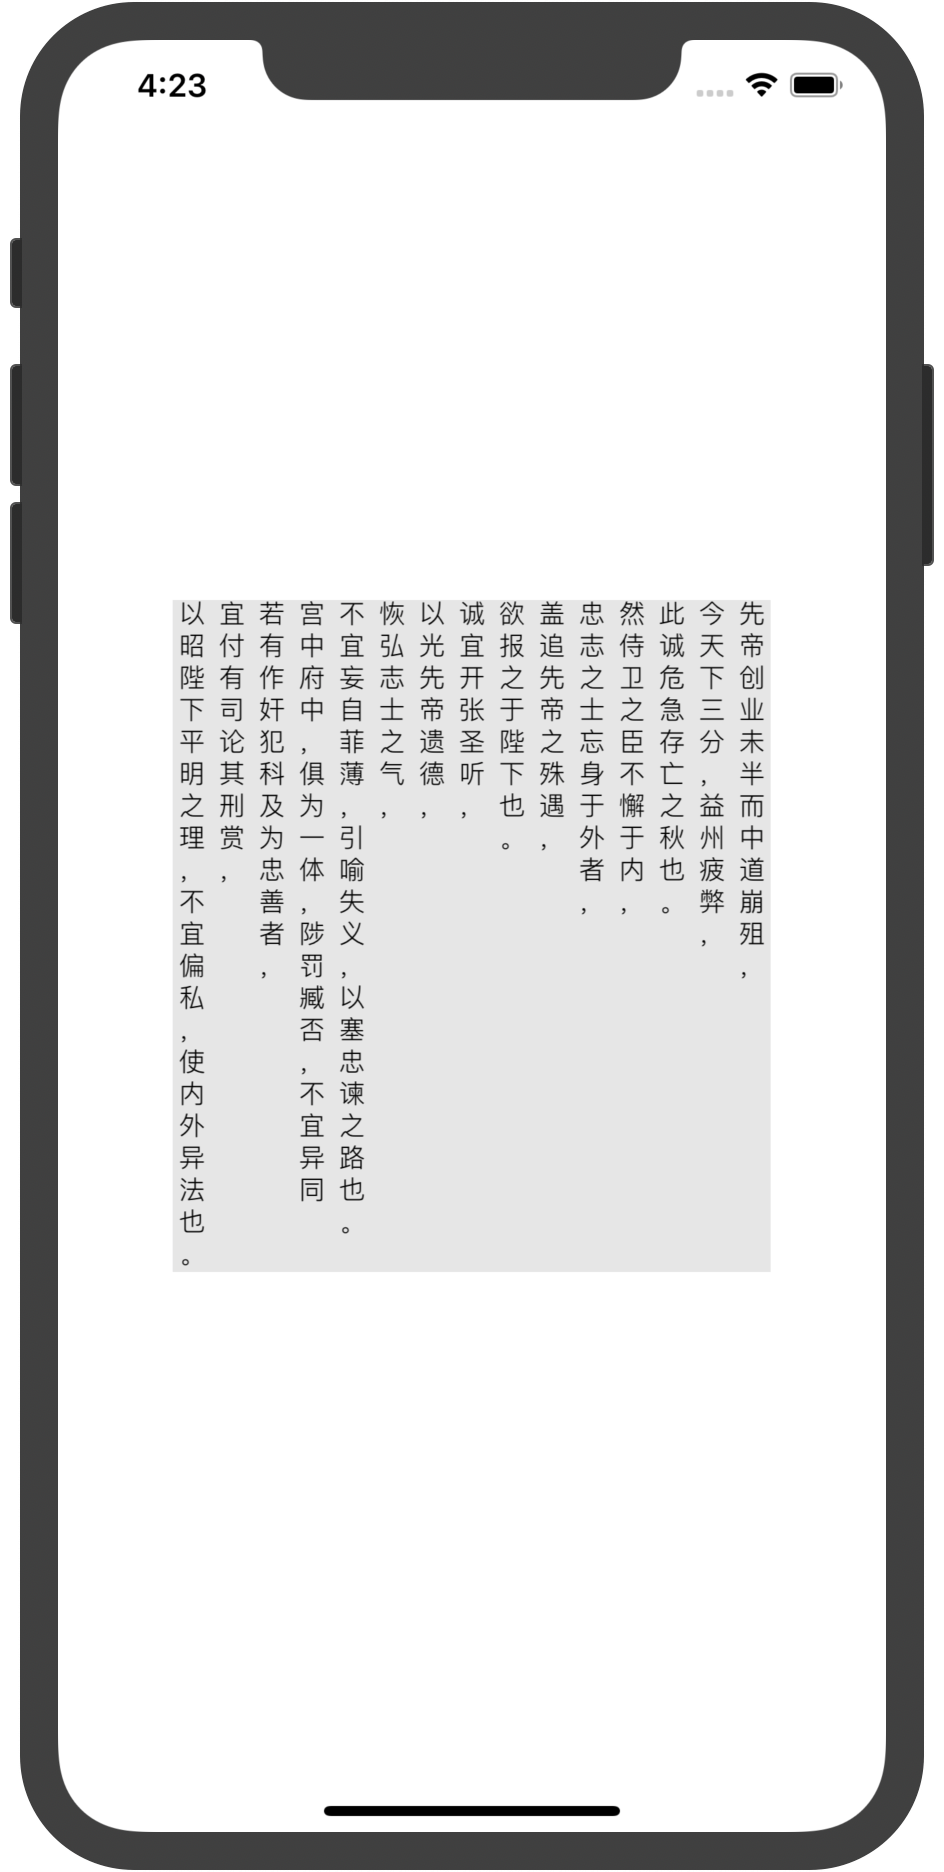 4:23
先帝创业未半而中道崩殂，
今天下三分，益州疲弊，
此诚危急存亡之秋也。
然侍卫之臣不懈于内，
忠志之士忘身于外者，
盖追先帝之殊遇，
欲报之于陛下也。
诚宜开张圣听，
以光先帝遗德，
恢弘志士之气，
不宜妄自菲薄，引喻失义，以塞忠谏之路也。
宫中府中，俱为一体，陟罚臧否，不宜异同
若有作奸犯科及为忠善者，
宜付有司论其刑赏，
以昭陛下平明之理，不宜偏私，使内外异法也。